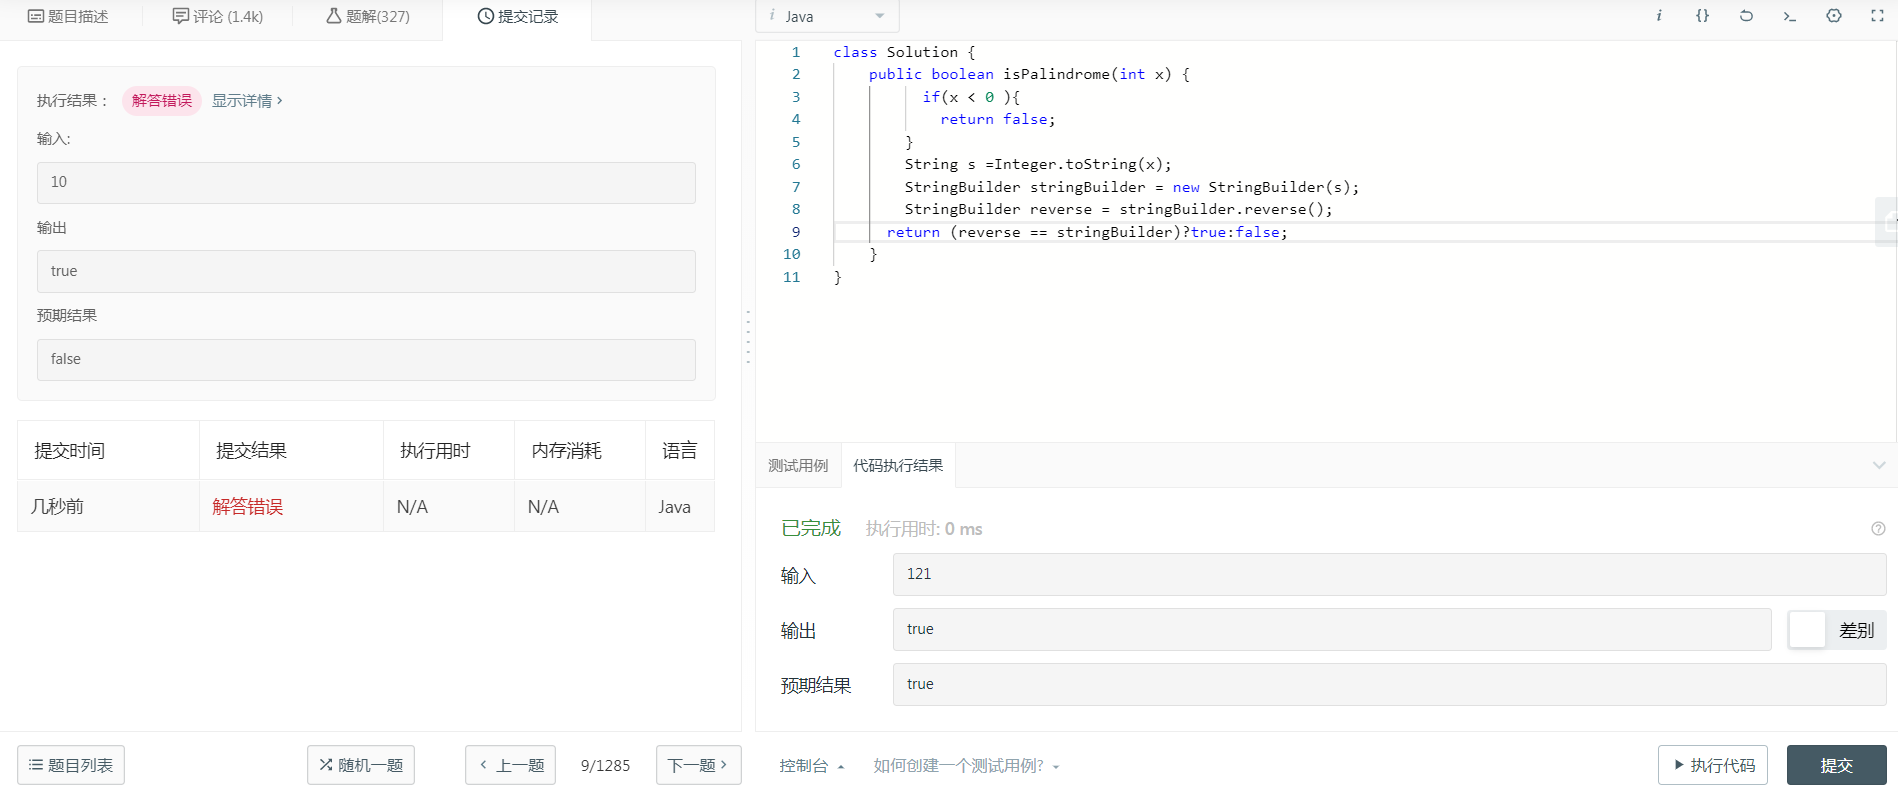 题目描述
评论 (1.4k)
题解(327)
提交记录
执行结果：
解答错误
显示详情 ›
输入:
10
输出
true
预期结果
false
提交时间 提交结果 执行用时 内存消耗 语言
几秒前 解答错误 N/A N/A Java
题目列表
随机一题
‹ 上一题
9/1285
下一题 ›
i Java
i {}
1 class Solution {
2 public boolean isPalindrome(int x) {
3 if(x < 0 ){
4 return false;
5 }
6 String s =Integer.toString(x);
7 StringBuilder stringBuilder = new StringBuilder(s);
8 StringBuilder reverse = stringBuilder.reverse();
9 return (reverse == stringBuilder)?true:false;
10 }
11 }
测试用例
代码执行结果
已完成 执行用时: 0 ms
输入
121
输出
true
差别
预期结果
true
控制台
如何创建一个测试用例?
执行代码
提交